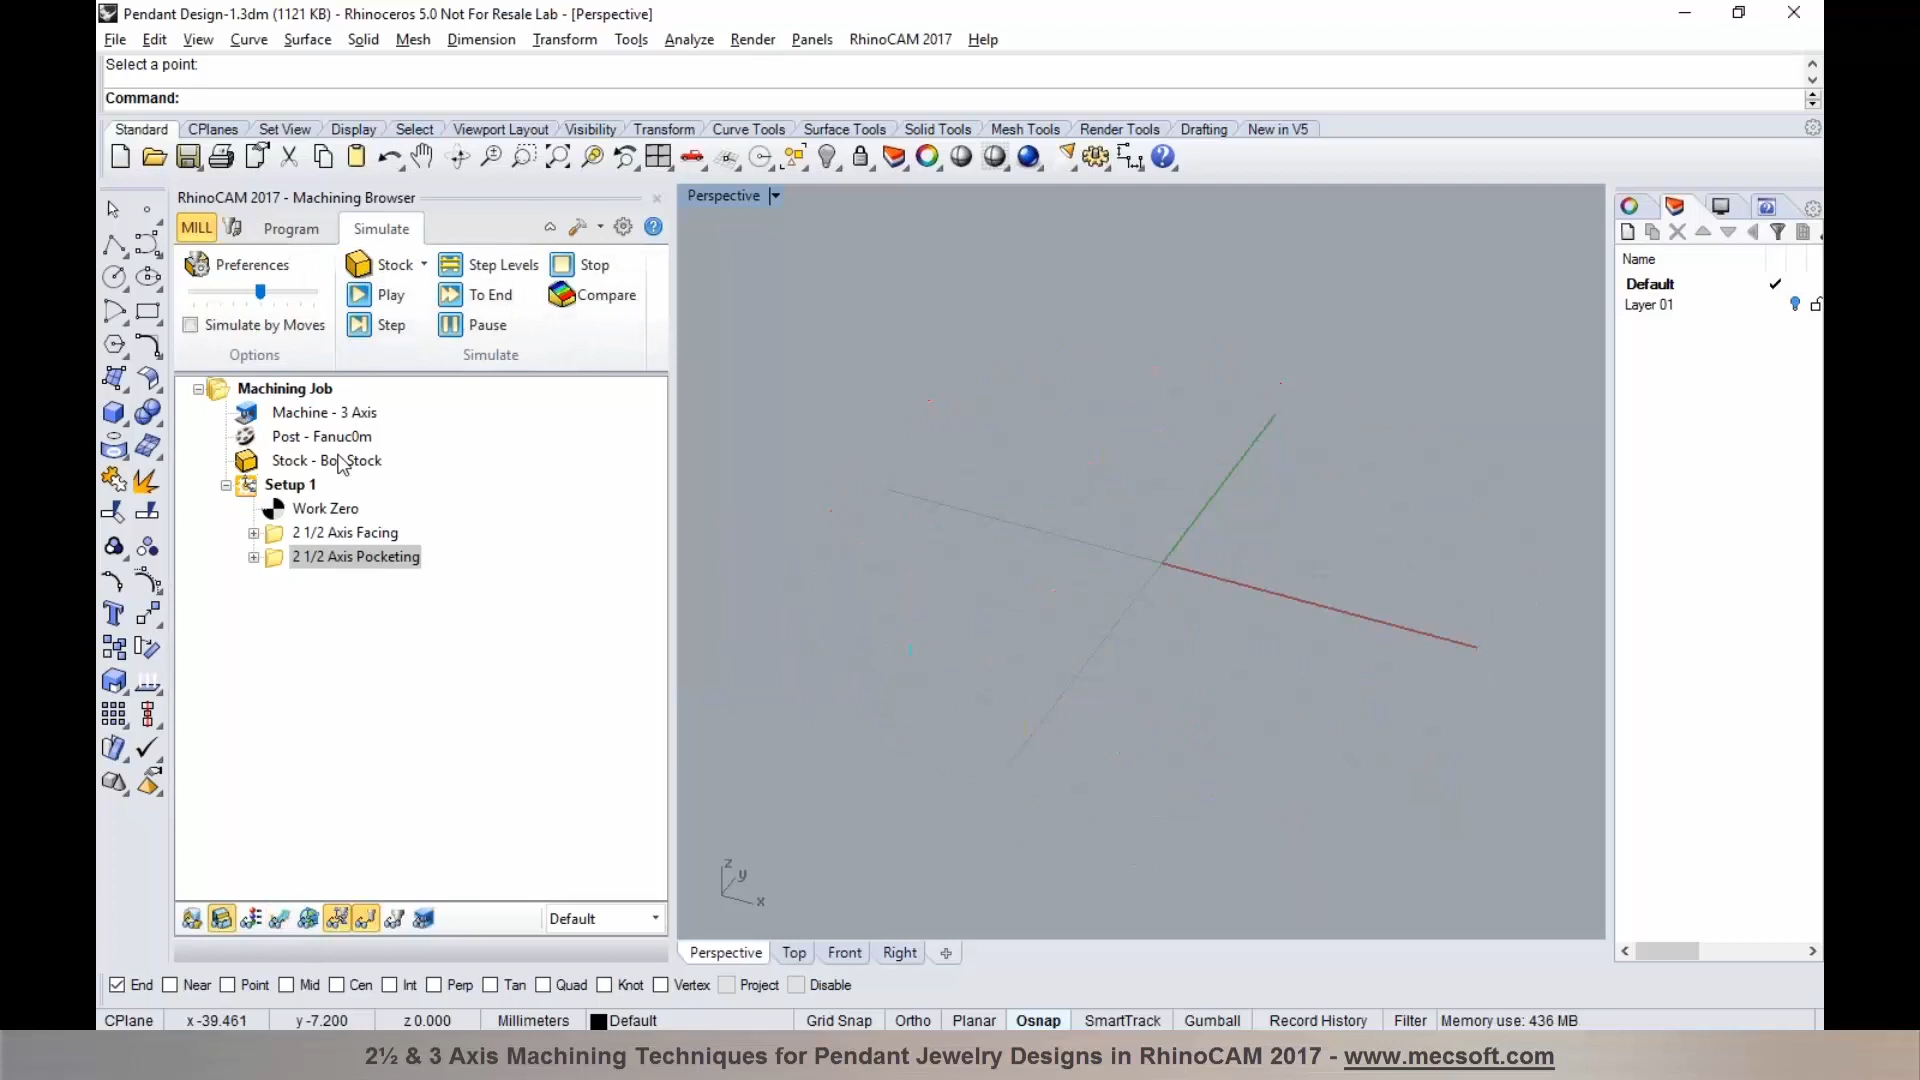 Pendant Design-1.3dm (1121 KB) - Rhinoceros 5.0 Not For Resale Lab - [Perspective]
File Edit View Curve Surface Solid Mesh Dimension Transform Tools Analyze Render Panels RhinoCAM 2017 Help
Select a point:
Command:
Standard CPlanes Set View Display Select Viewport Layout Visibility Transform Curve Tools Surface Tools Solid Tools Mesh Tools Render Tools Drafting New in V5
RhinoCAM 2017 - Machining Browser
MILL Program Simulate
Preferences Stock Step Levels Stop
Play To End Compare
Simulate by Moves Step Pause
Options Simulate
Machining Job
Machine - 3 Axis
Post - Fanuc0m
Stock - Bo Stock
Setup 1
Work Zero
2 1/2 Axis Facing
2 1/2 Axis Pocketing
Default
Perspective
z
y
x
Perspective Top Front Right
Name
Default
Layer 01
End Near Point Mid Cen Int Perp Tan Quad Knot Vertex Project Disable
CPlane x -39.461 y -7.200 z 0.000 Millimeters Default Grid Snap Ortho Planar Osnap SmartTrack Gumball Record History Filter Memory use: 436 MB
2½ & 3 Axis Machining Techniques for Pendant Jewelry Designs in RhinoCAM 2017 - www.mecsoft.com